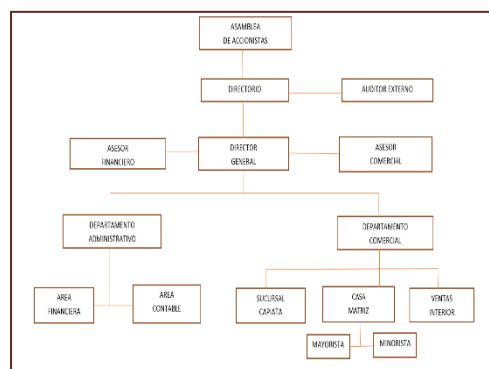 ASAMBLEA
DE ACCIONISTAS
DIRECTORIO
AUDITOR EXTERNO
ASESOR
FINANCIERO
DIRECTOR
GENERAL
ASESOR
COMERCIAL
DEPARTAMENTO
ADMINISTRATIVO
DEPARTAMENTO
COMERCIAL
AREA
FINANCIERA
AREA
CONTABLE
SUCURSAL
CAPIATA
CASA
MATRIZ
VENTAS
INTERIOR
MAYORISTA
MINORISTA